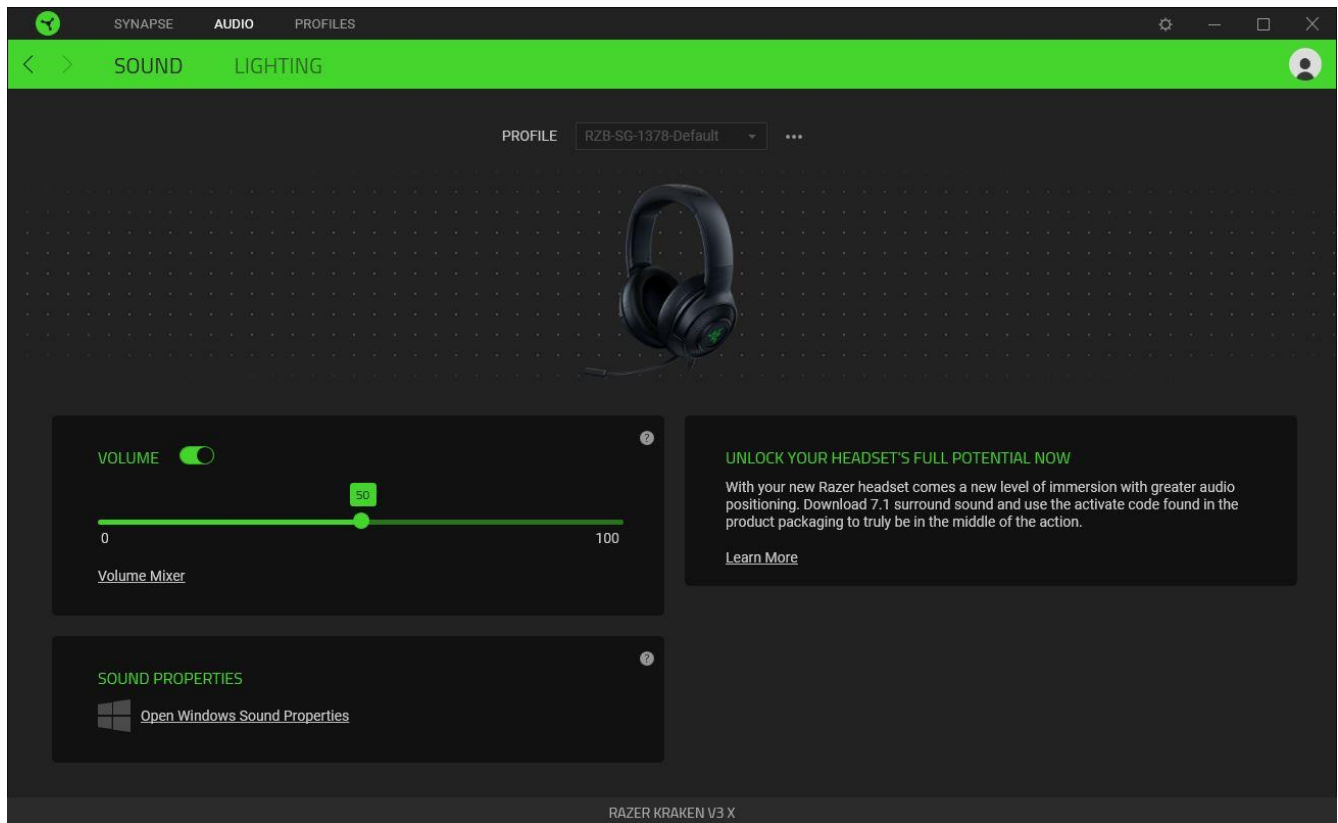 SYNAPSE AUDIO PROFILES
SOUND LIGHTING
PROFILE RZB-SG-1378-Default
VOLUME
50
0 100
Volume Mixer
UNLOCK YOUR HEADSET'S FULL POTENTIAL NOW
With your new Razer headset comes a new level of immersion with greater audio
positioning. Download 7.1 surround sound and use the activate code found in the
product packaging to truly be in the middle of the action.
Learn More
SOUND PROPERTIES
Open Windows Sound Properties
RAZER KRAKEN V3 X